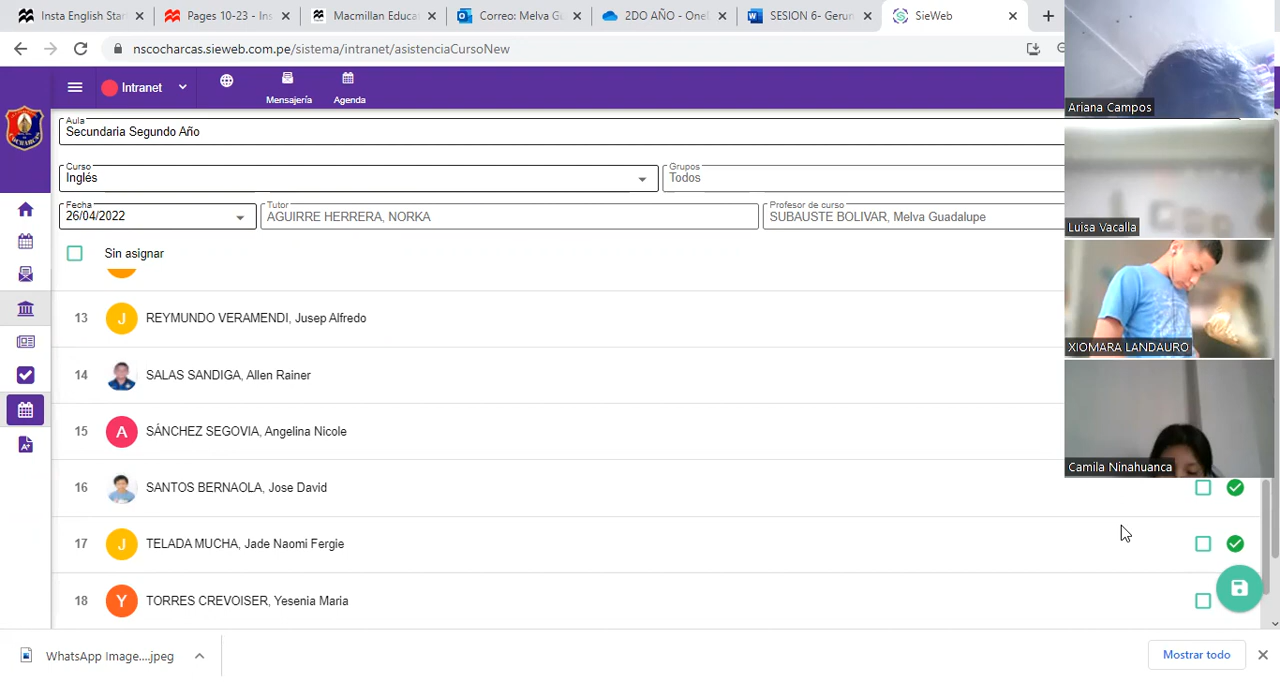 Insta English Star
Pages 10-23 - Ins
Macmillan Educa
Correo: Melva Gu
2DO AÑO - One
SESION 6- Gerun
SieWeb
nscocharcas.sieweb.com.pe/sistema/intranet/asistenciaCursoNew
Intranet
Mensajería
Agenda
Aula
Secundaria Segundo Año
Curso
Inglés
Grupos
Todos
Fecha
26/04/2022
Tutor
AGUIRRE HERRERA, NORKA
Profesor de curso
SUBAUSTE BOLIVAR, Melva Guadalupe
Sin asignar
13 J REYMUNDO VERAMENDI, Jusep Alfredo
14 SALAS SANDIGA, Allen Rainer
15 A SÁNCHEZ SEGOVIA, Angelina Nicole
16 SANTOS BERNAOLA, Jose David
17 J TELADA MUCHA, Jade Naomi Fergie
18 Y TORRES CREVOISER, Yesenia Maria
Ariana Campos
Luisa Vacalla
XIOMARA LANDAURO
Camila Ninahuanca
WhatsApp Image....jpeg
Mostrar todo